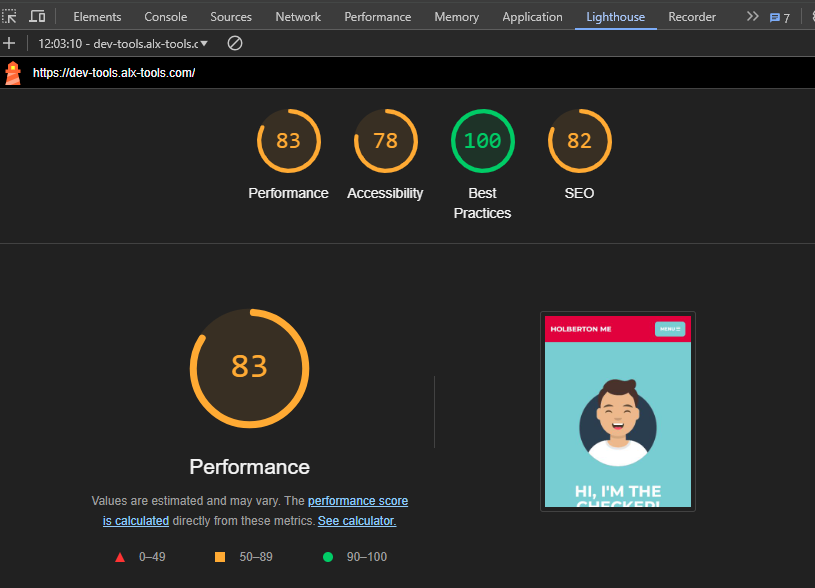 Elements Console Sources Network Performance Memory Application Lighthouse Recorder 7
12:03:10 - dev-tools.alx-tools.c
https://dev-tools.alx-tools.com/
83 78 100 82
Performance Accessibility Best Practices SEO
83
HOLBERTON ME
MENU
HI, I'M THE
CHECKER!
Performance
Values are estimated and may vary. The performance score
is calculated directly from these metrics. See calculator.
0–49 50–89 90–100